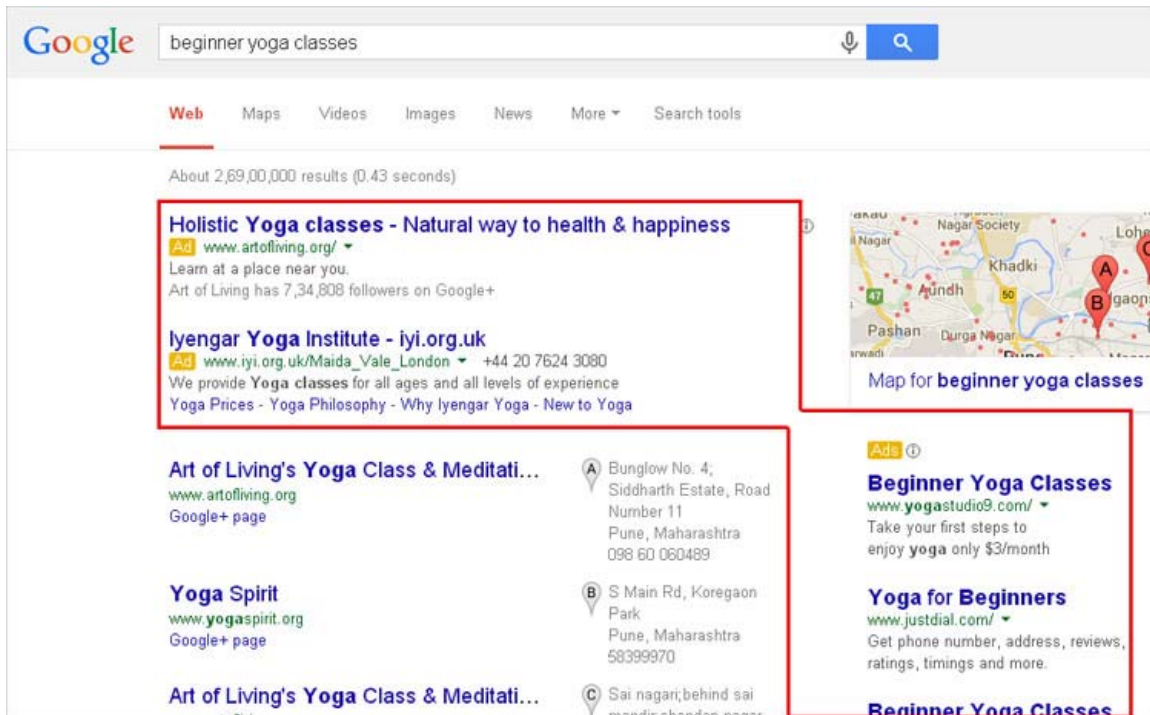 Google
beginner yoga classes
Web Maps Videos Images News More Search tools
About 2,69,00,000 results (0.43 seconds)
Holistic Yoga classes - Natural way to health & happiness
Ad www.artofliving.org/
Learn at a place near you.
Art of Living has 7,34,808 followers on Google+
Iyengar Yoga Institute - iyi.org.uk
Ad www.iyi.org.uk/Maida_Vale_London +44 20 7624 3080
We provide Yoga classes for all ages and all levels of experience
Yoga Prices - Yoga Philosophy - Why Iyengar Yoga - New to Yoga
Art of Living's Yoga Class & Meditati...
www.artofliving.org
Google+ page
A Bunglow No. 4;
Siddharth Estate, Road
Number 11
Pune, Maharashtra
098 60 060489
Yoga Spirit
www.yogaspirit.org
Google+ page
B S Main Rd, Koregaon
Park
Pune, Maharashtra
58399970
Art of Living's Yoga Class & Meditati...
C Sai nagari;behind sai
Nagar Society
il Nagar
Khadki
A
47
Aundh
50
B
Pashan
Durga Nagar
Map for beginner yoga classes
Ads
Beginner Yoga Classes
www.yogastudio9.com/
Take your first steps to
enjoy yoga only $3/month
Yoga for Beginners
www.justdial.com/
Get phone number, address, reviews,
ratings, timings and more.
Beginner Yoga Classes